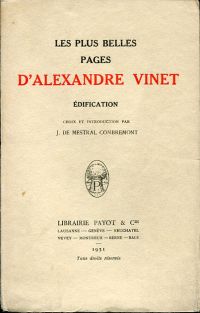 LES PLUS BELLES
PAGES
D'ALEXANDRE VINET
ÉDIFICATION
CHOIX ET INTRODUCTION PAR
J. DE MESTRAL COMBREMONT
P
LIBRAIRIE PAYOT & Cie
LAUSANNE — GENÈVE — NEUCHATEL
VEVEY — MONTREUX — BERNE — BALE
1931
Tous droits réservés